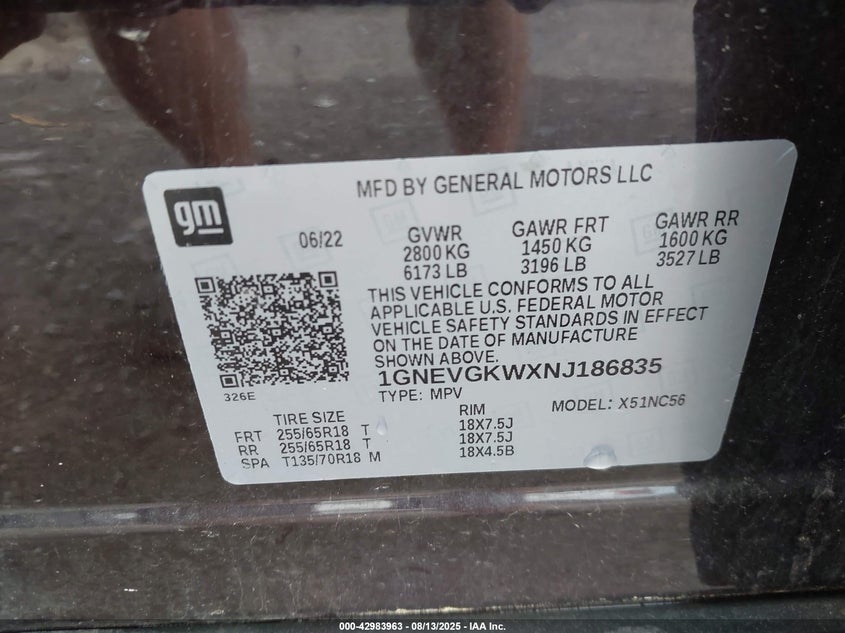 MFD BY GENERAL MOTORS LLC
gm
06/22
GVWR GAWR FRT GAWR RR
2800 KG 1450 KG 1600 KG
6173 LB 3196 LB 3527 LB
THIS VEHICLE CONFORMS TO ALL
APPLICABLE U.S. FEDERAL MOTOR
VEHICLE SAFETY STANDARDS IN EFFECT
ON THE DATE OF MANUFACTURE
SHOWN ABOVE.
326E
1GNEVGKWXNJ186835
TYPE: MPV MODEL: X51NC56
TIRE SIZE RIM
FRT 255/65R18 T 18X7.5J
RR 255/65R18 T 18X7.5J
SPA T135/70R18 M 18X4.5B
000-42983963 - 08/13/2025 - IAA Inc.